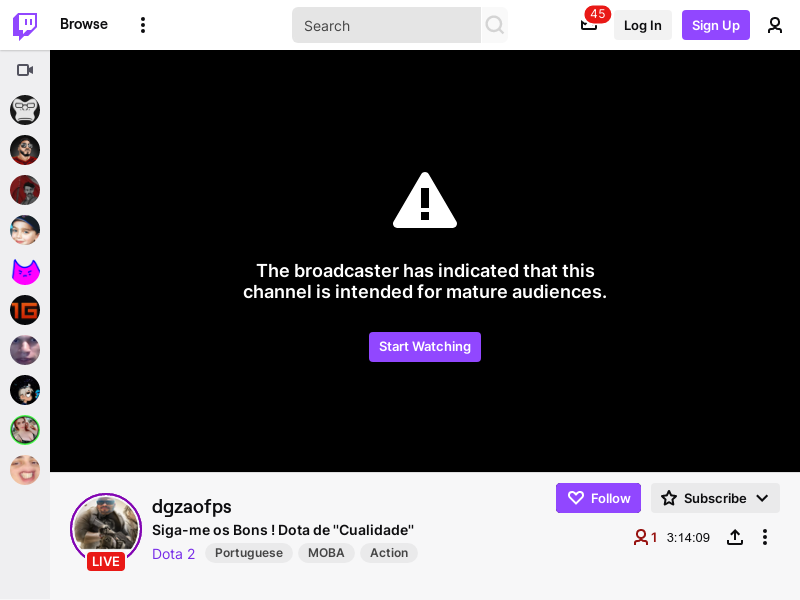 Browse
Search
45
Log In
Sign Up
1G
The broadcaster has indicated that this
channel is intended for mature audiences.
Start Watching
dgzaofps
Follow
Subscribe
Siga-me os Bons ! Dota de "Cualidade"
1 3:14:09
Dota 2 Portuguese MOBA Action
LIVE